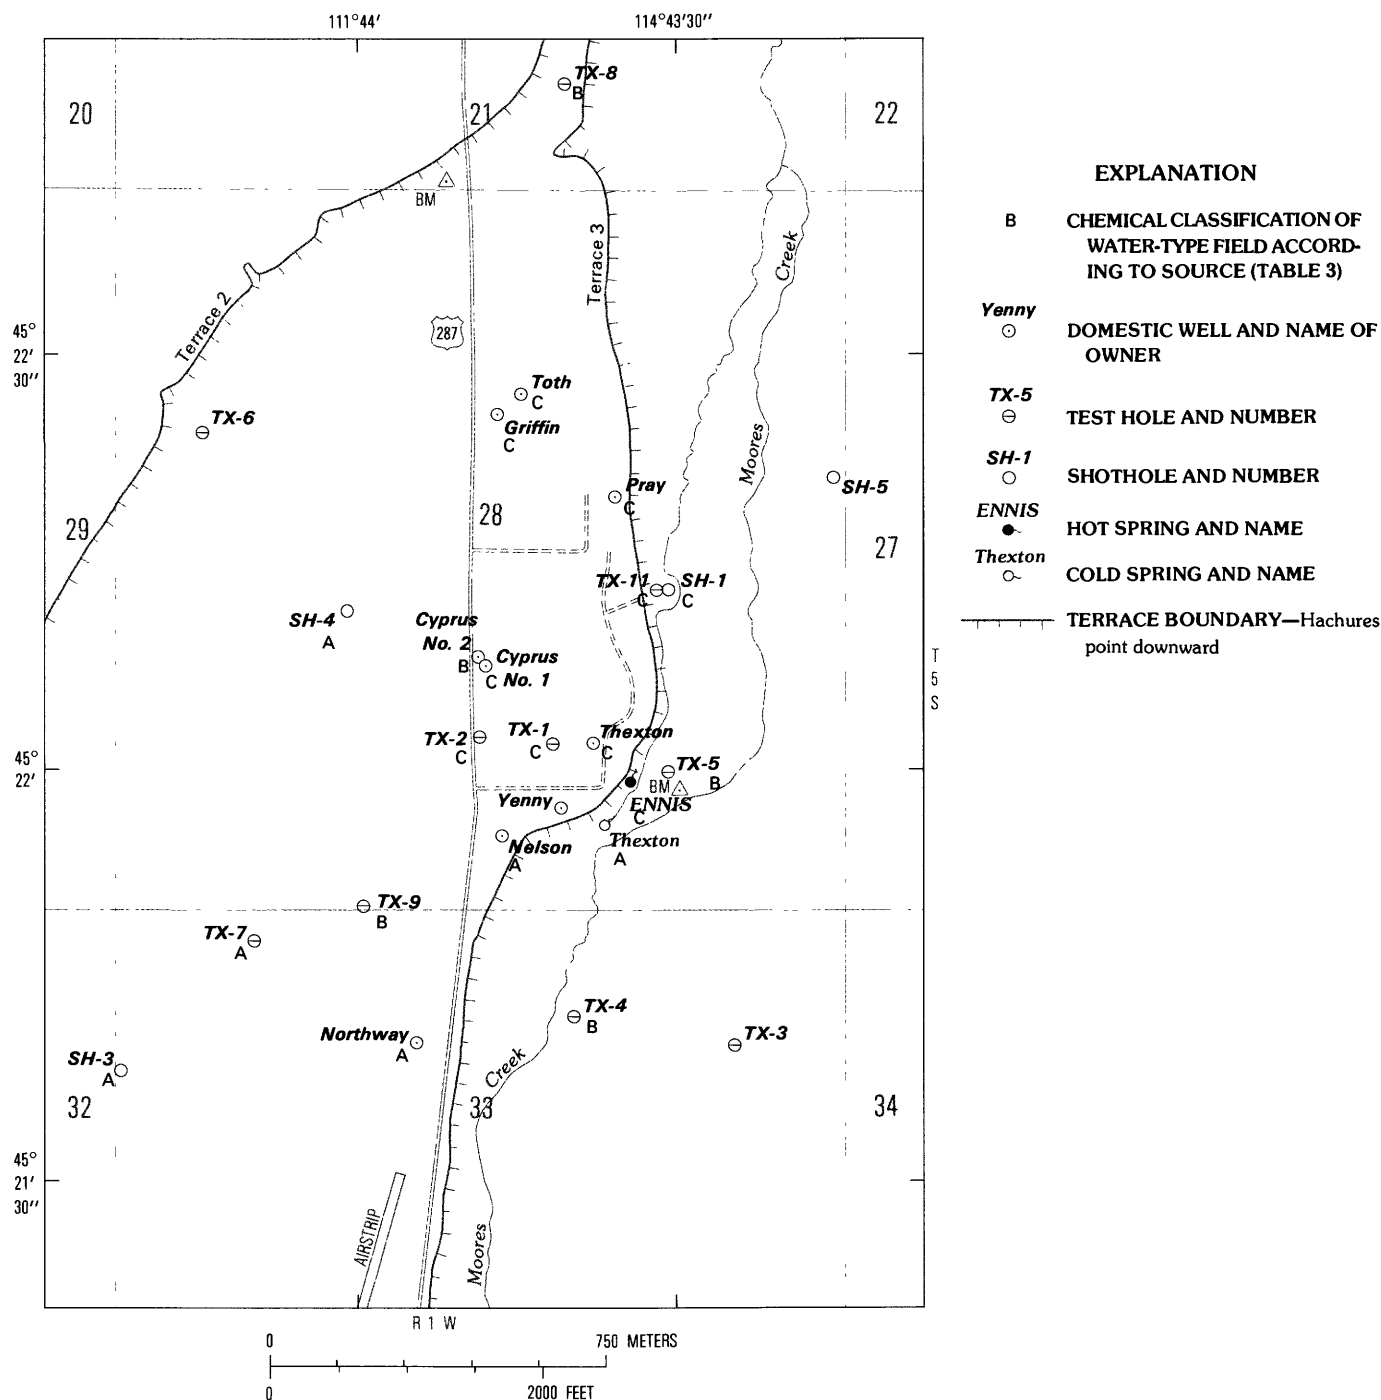 111°44′
114°43′30″
TX-8
B
20
21
22
BM
Creek
Terrace 3
Terrace 2
287
45°
22′
30″
Toth
C
Griffin
C
TX-6
Moores
Pray
C
SH-5
28
29
27
TX-11
C
SH-1
C
SH-4
A
Cyprus
No. 2
B
Cyprus
C No. 1
T
5
S
TX-2
C
TX-1
C
Thexton
C
45°
22′
TX-5
BM
B
Yenny
ENNIS
C
Nelson
A
Thexton
A
TX-9
B
TX-7
A
TX-4
B
TX-3
Northway
A
SH-3
A
Creek
32
33
34
45°
21′
30″
AIRSTRIP
Moores
R 1 W
0 750 METERS
0 2000 FEET
EXPLANATION
B CHEMICAL CLASSIFICATION OF
WATER-TYPE FIELD ACCORD-
ING TO SOURCE (TABLE 3)
Yenny
DOMESTIC WELL AND NAME OF
OWNER
TX-5
TEST HOLE AND NUMBER
SH-1
SHOTHOLE AND NUMBER
ENNIS
HOT SPRING AND NAME
Thexton
COLD SPRING AND NAME
TERRACE BOUNDARY—Hachures
point downward